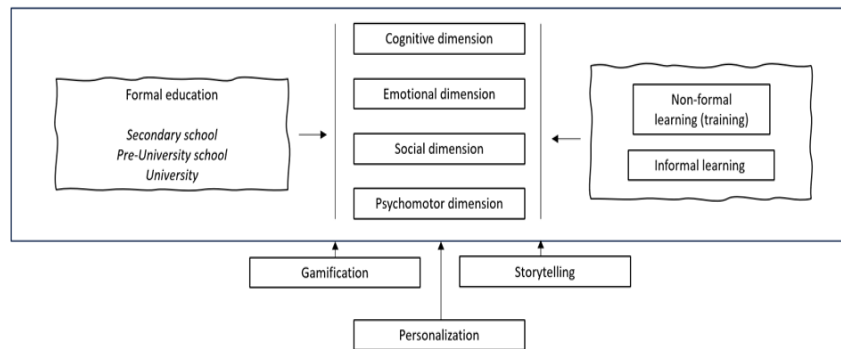 Cognitive dimension
Formal education
Secondary school
Pre-University school
University
Emotional dimension
Social dimension
Psychomotor dimension
Non-formal
learning (training)
Informal learning
Gamification
Storytelling
Personalization